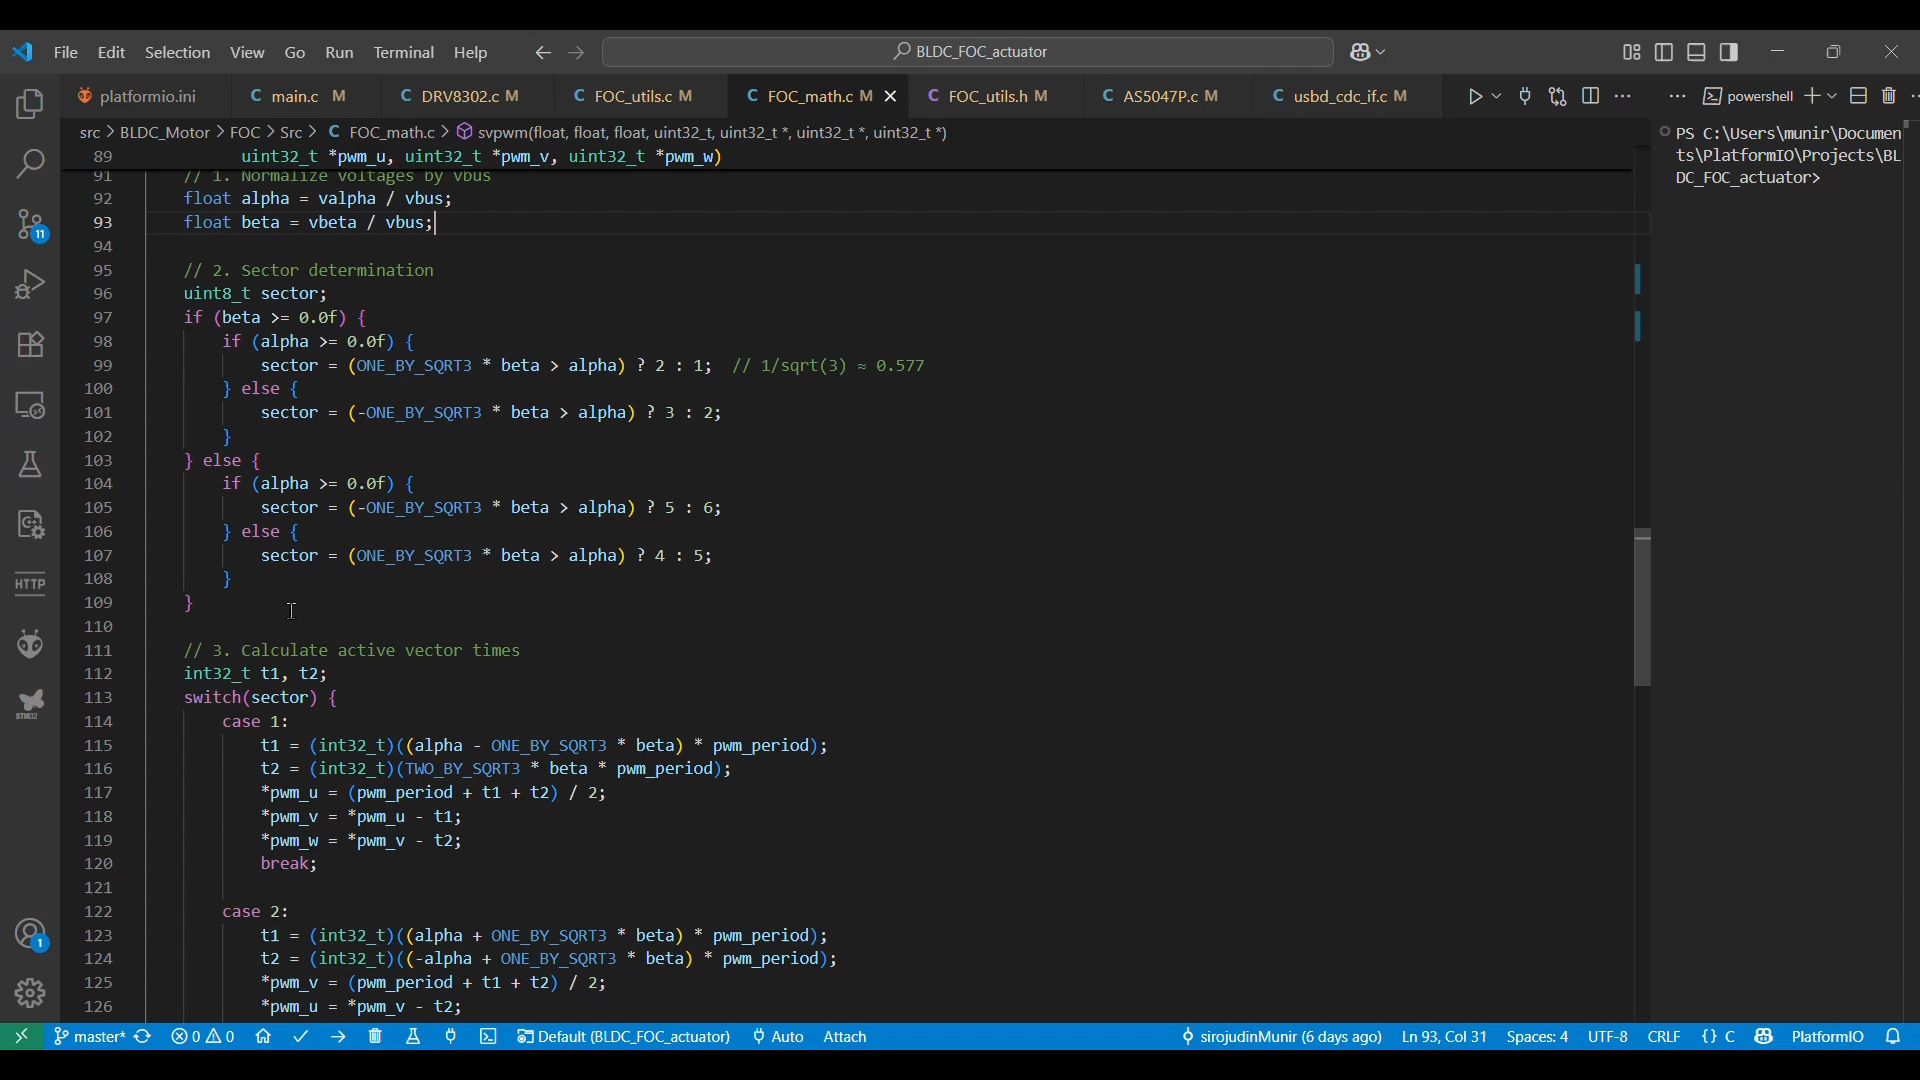 File Edit Selection View Go Run Terminal Help
BLDC_FOC_actuator
platformio.ini
C main.c M
C DRV8302.c M
C FOC_utils.c M
C FOC_math.c M
C FOC_utils.h M
C AS5047P.c M
C usbd_cdc_if.c M
powershell
src > BLDC_Motor > FOC > Src > C FOC_math.c > svpwm(float, float, float, uint32_t, uint32_t *, uint32_t *, uint32_t *)
PS C:\Users\munir\Documen
ts\PlatformIO\Projects\BL
DC_FOC_actuator>
89 uint32_t *pwm_u, uint32_t *pwm_v, uint32_t *pwm_w)
91 // 1. Normalize voltages by vbus
92 float alpha = valpha / vbus;
93 float beta = vbeta / vbus;
94
95 // 2. Sector determination
96 uint8_t sector;
97 if (beta >= 0.0f) {
98 if (alpha >= 0.0f) {
99 sector = (ONE_BY_SQRT3 * beta > alpha) ? 2 : 1; // 1/sqrt(3) ≈ 0.577
100 } else {
101 sector = (-ONE_BY_SQRT3 * beta > alpha) ? 3 : 2;
102 }
103 } else {
104 if (alpha >= 0.0f) {
105 sector = (-ONE_BY_SQRT3 * beta > alpha) ? 5 : 6;
106 } else {
107 sector = (ONE_BY_SQRT3 * beta > alpha) ? 4 : 5;
108 }
109 }
110
111 // 3. Calculate active vector times
112 int32_t t1, t2;
113 switch(sector) {
114 case 1:
115 t1 = (int32_t)((alpha - ONE_BY_SQRT3 * beta) * pwm_period);
116 t2 = (int32_t)(TWO_BY_SQRT3 * beta * pwm_period);
117 *pwm_u = (pwm_period + t1 + t2) / 2;
118 *pwm_v = *pwm_u - t1;
119 *pwm_w = *pwm_v - t2;
120 break;
121
122 case 2:
123 t1 = (int32_t)((alpha + ONE_BY_SQRT3 * beta) * pwm_period);
124 t2 = (int32_t)((-alpha + ONE_BY_SQRT3 * beta) * pwm_period);
125 *pwm_v = (pwm_period + t1 + t2) / 2;
126 *pwm_u = *pwm_v - t2;
11
HTTP
STM32
1
master* 0 0 Default (BLDC_FOC_actuator) Auto Attach sirojudinMunir (6 days ago) Ln 93, Col 31 Spaces: 4 UTF-8 CRLF {} C PlatformIO